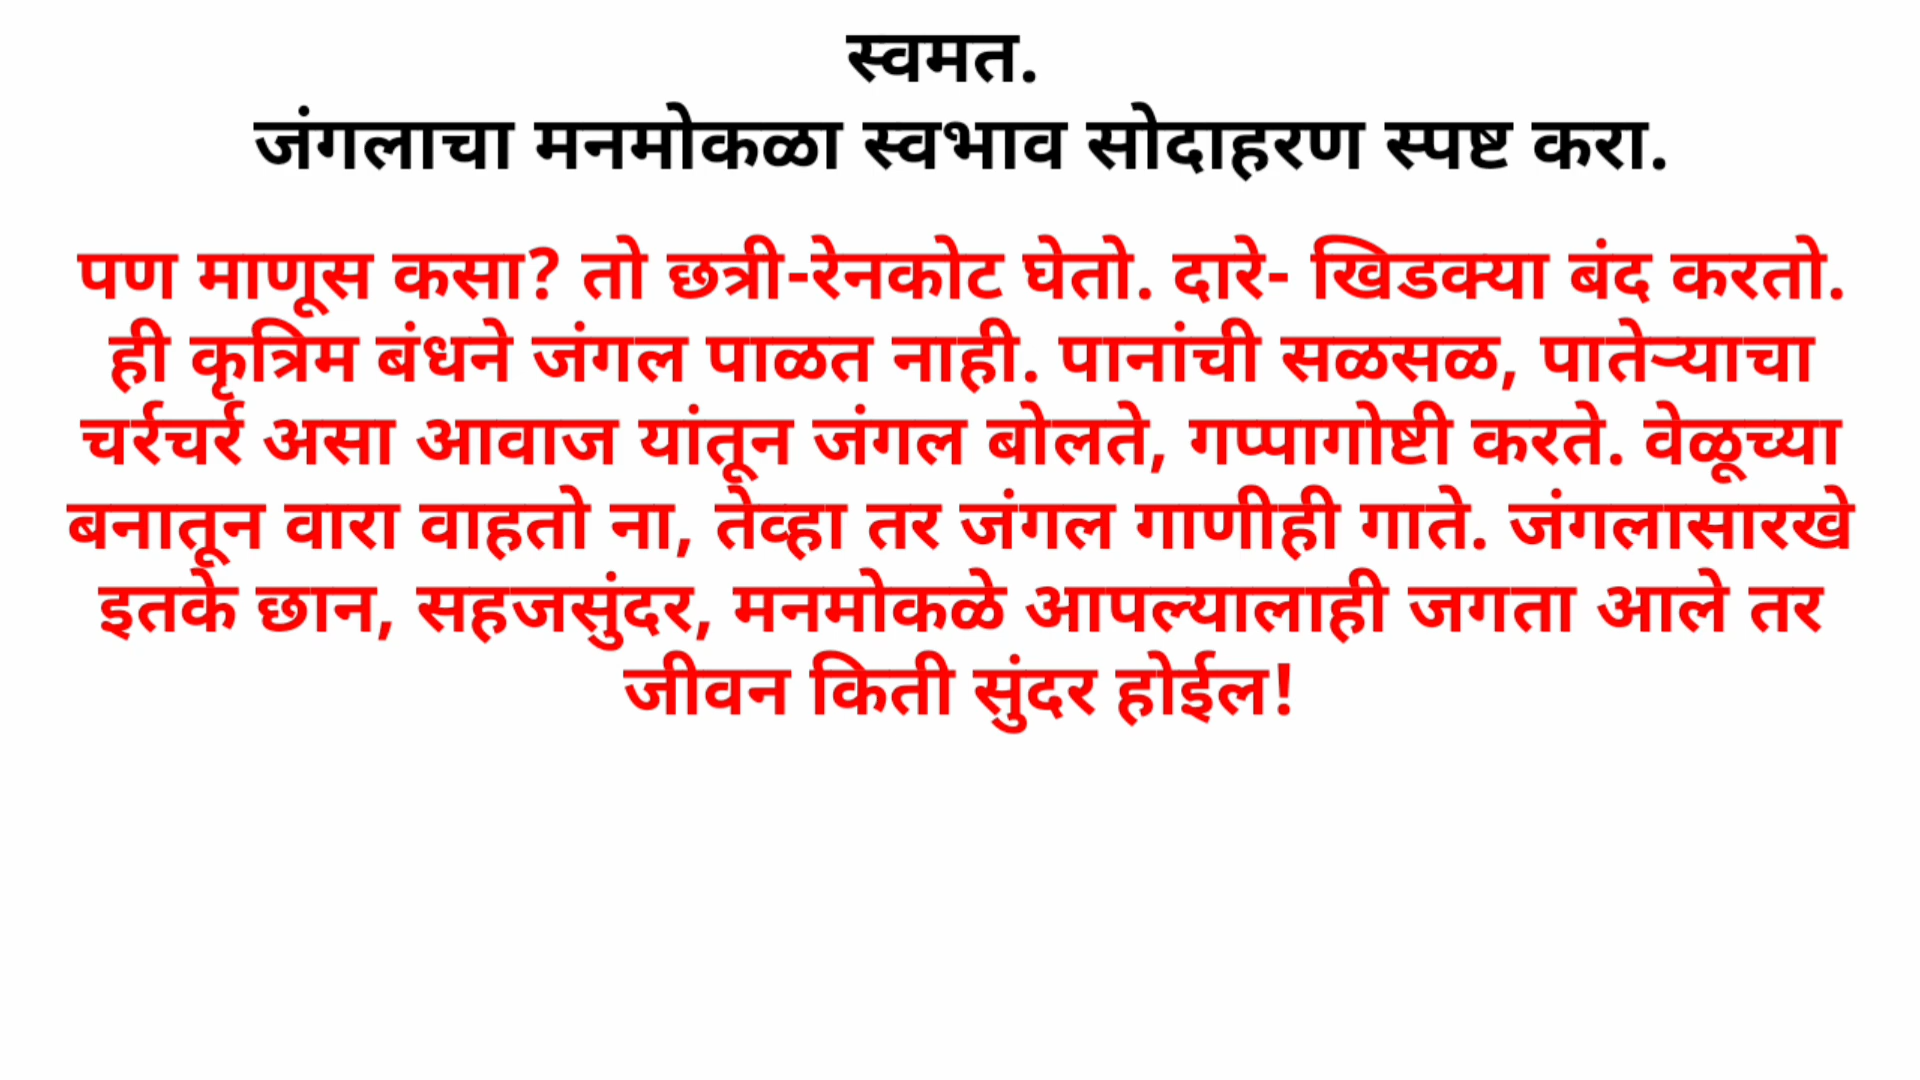 स्वमत.
जंगलाचा मनमोकळा स्वभाव सोदाहरण स्पष्ट करा.
पण माणूस कसा? तो छत्री-रेनकोट घेतो. दारे- खिडक्या बंद करतो.
ही कृत्रिम बंधने जंगल पाळत नाही. पानांची सळसळ, पातेऱ्याचा
चर्रचर्र असा आवाज यांतून जंगल बोलते, गप्पागोष्टी करते. वेळूच्या
बनातून वारा वाहतो ना, तेव्हा तर जंगल गाणीही गाते. जंगलासारखे
इतके छान, सहजसुंदर, मनमोकळे आपल्यालाही जगता आले तर
जीवन किती सुंदर होईल!